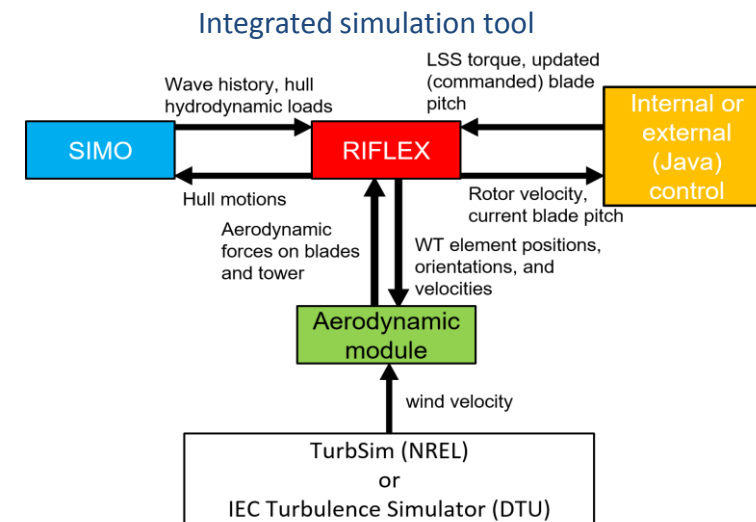 Integrated simulation tool
Wave history, hull
hydrodynamic loads
LSS torque, updated
(commanded) blade
pitch
SIMO
RIFLEX
Internal or
external
(Java)
control
Hull motions
Rotor velocity,
current blade pitch
Aerodynamic
forces on blades
and tower
WT element positions,
orientations, and
velocities
Aerodynamic
module
wind velocity
TurbSim (NREL)
or
IEC Turbulence Simulator (DTU)